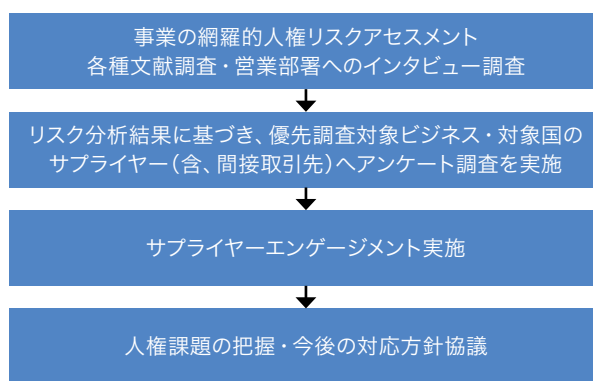 事業の網羅的人権リスクアセスメント
各種文献調査・営業部署へのインタビュー調査
リスク分析結果に基づき、優先調査対象ビジネス・対象国の
サプライヤー（含、間接取引先）へアンケート調査を実施
サプライヤーエンゲージメント実施
人権課題の把握・今後の対応方針協議